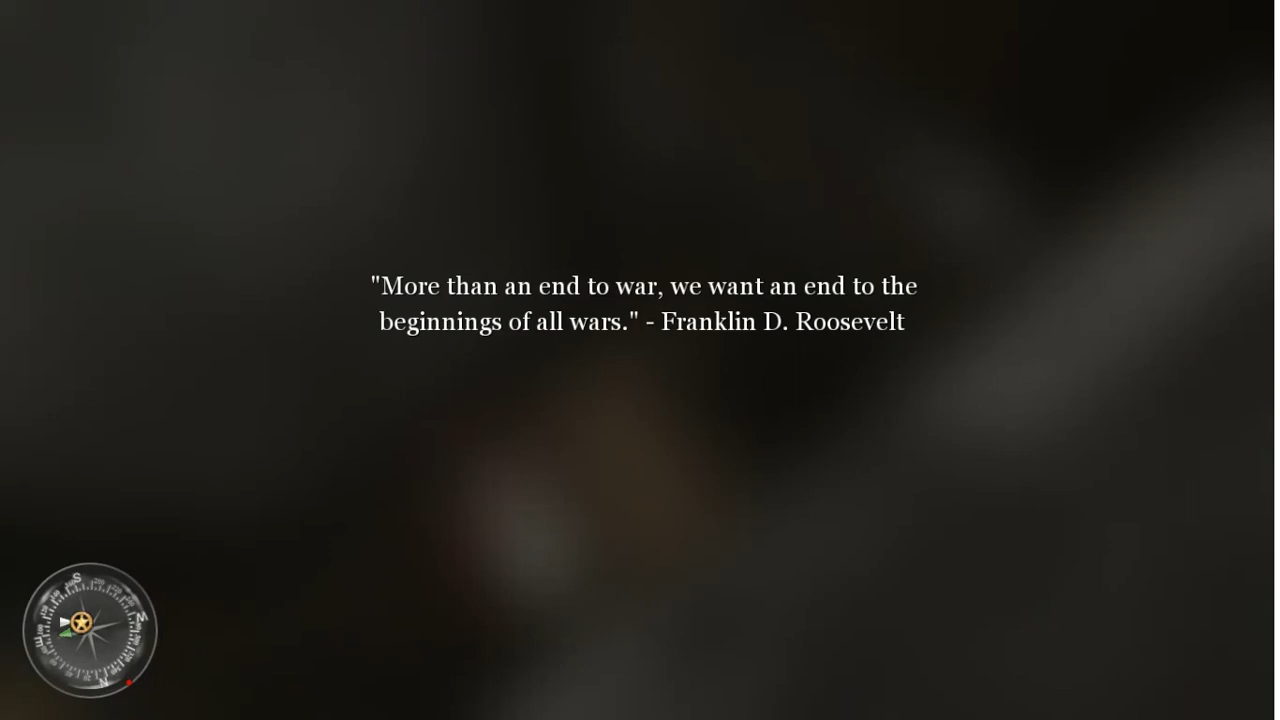 "More than an end to war, we want an end to the
beginnings of all wars." - Franklin D. Roosevelt
S
W
N
E